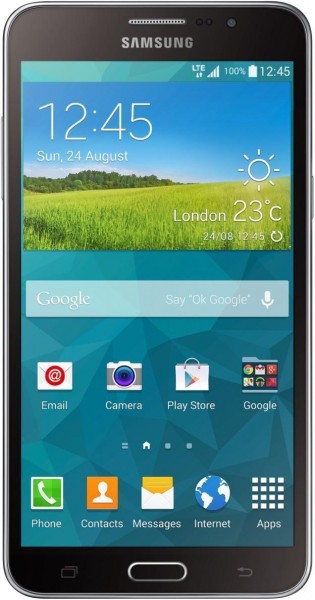 SAMSUNG
LTE 100% 12:45
12:45
Sun, 24 August
London 23°C
24/08 12:45
Google Say "Ok Google"
Email Camera Play Store Google
Phone Contacts Messages Internet Apps